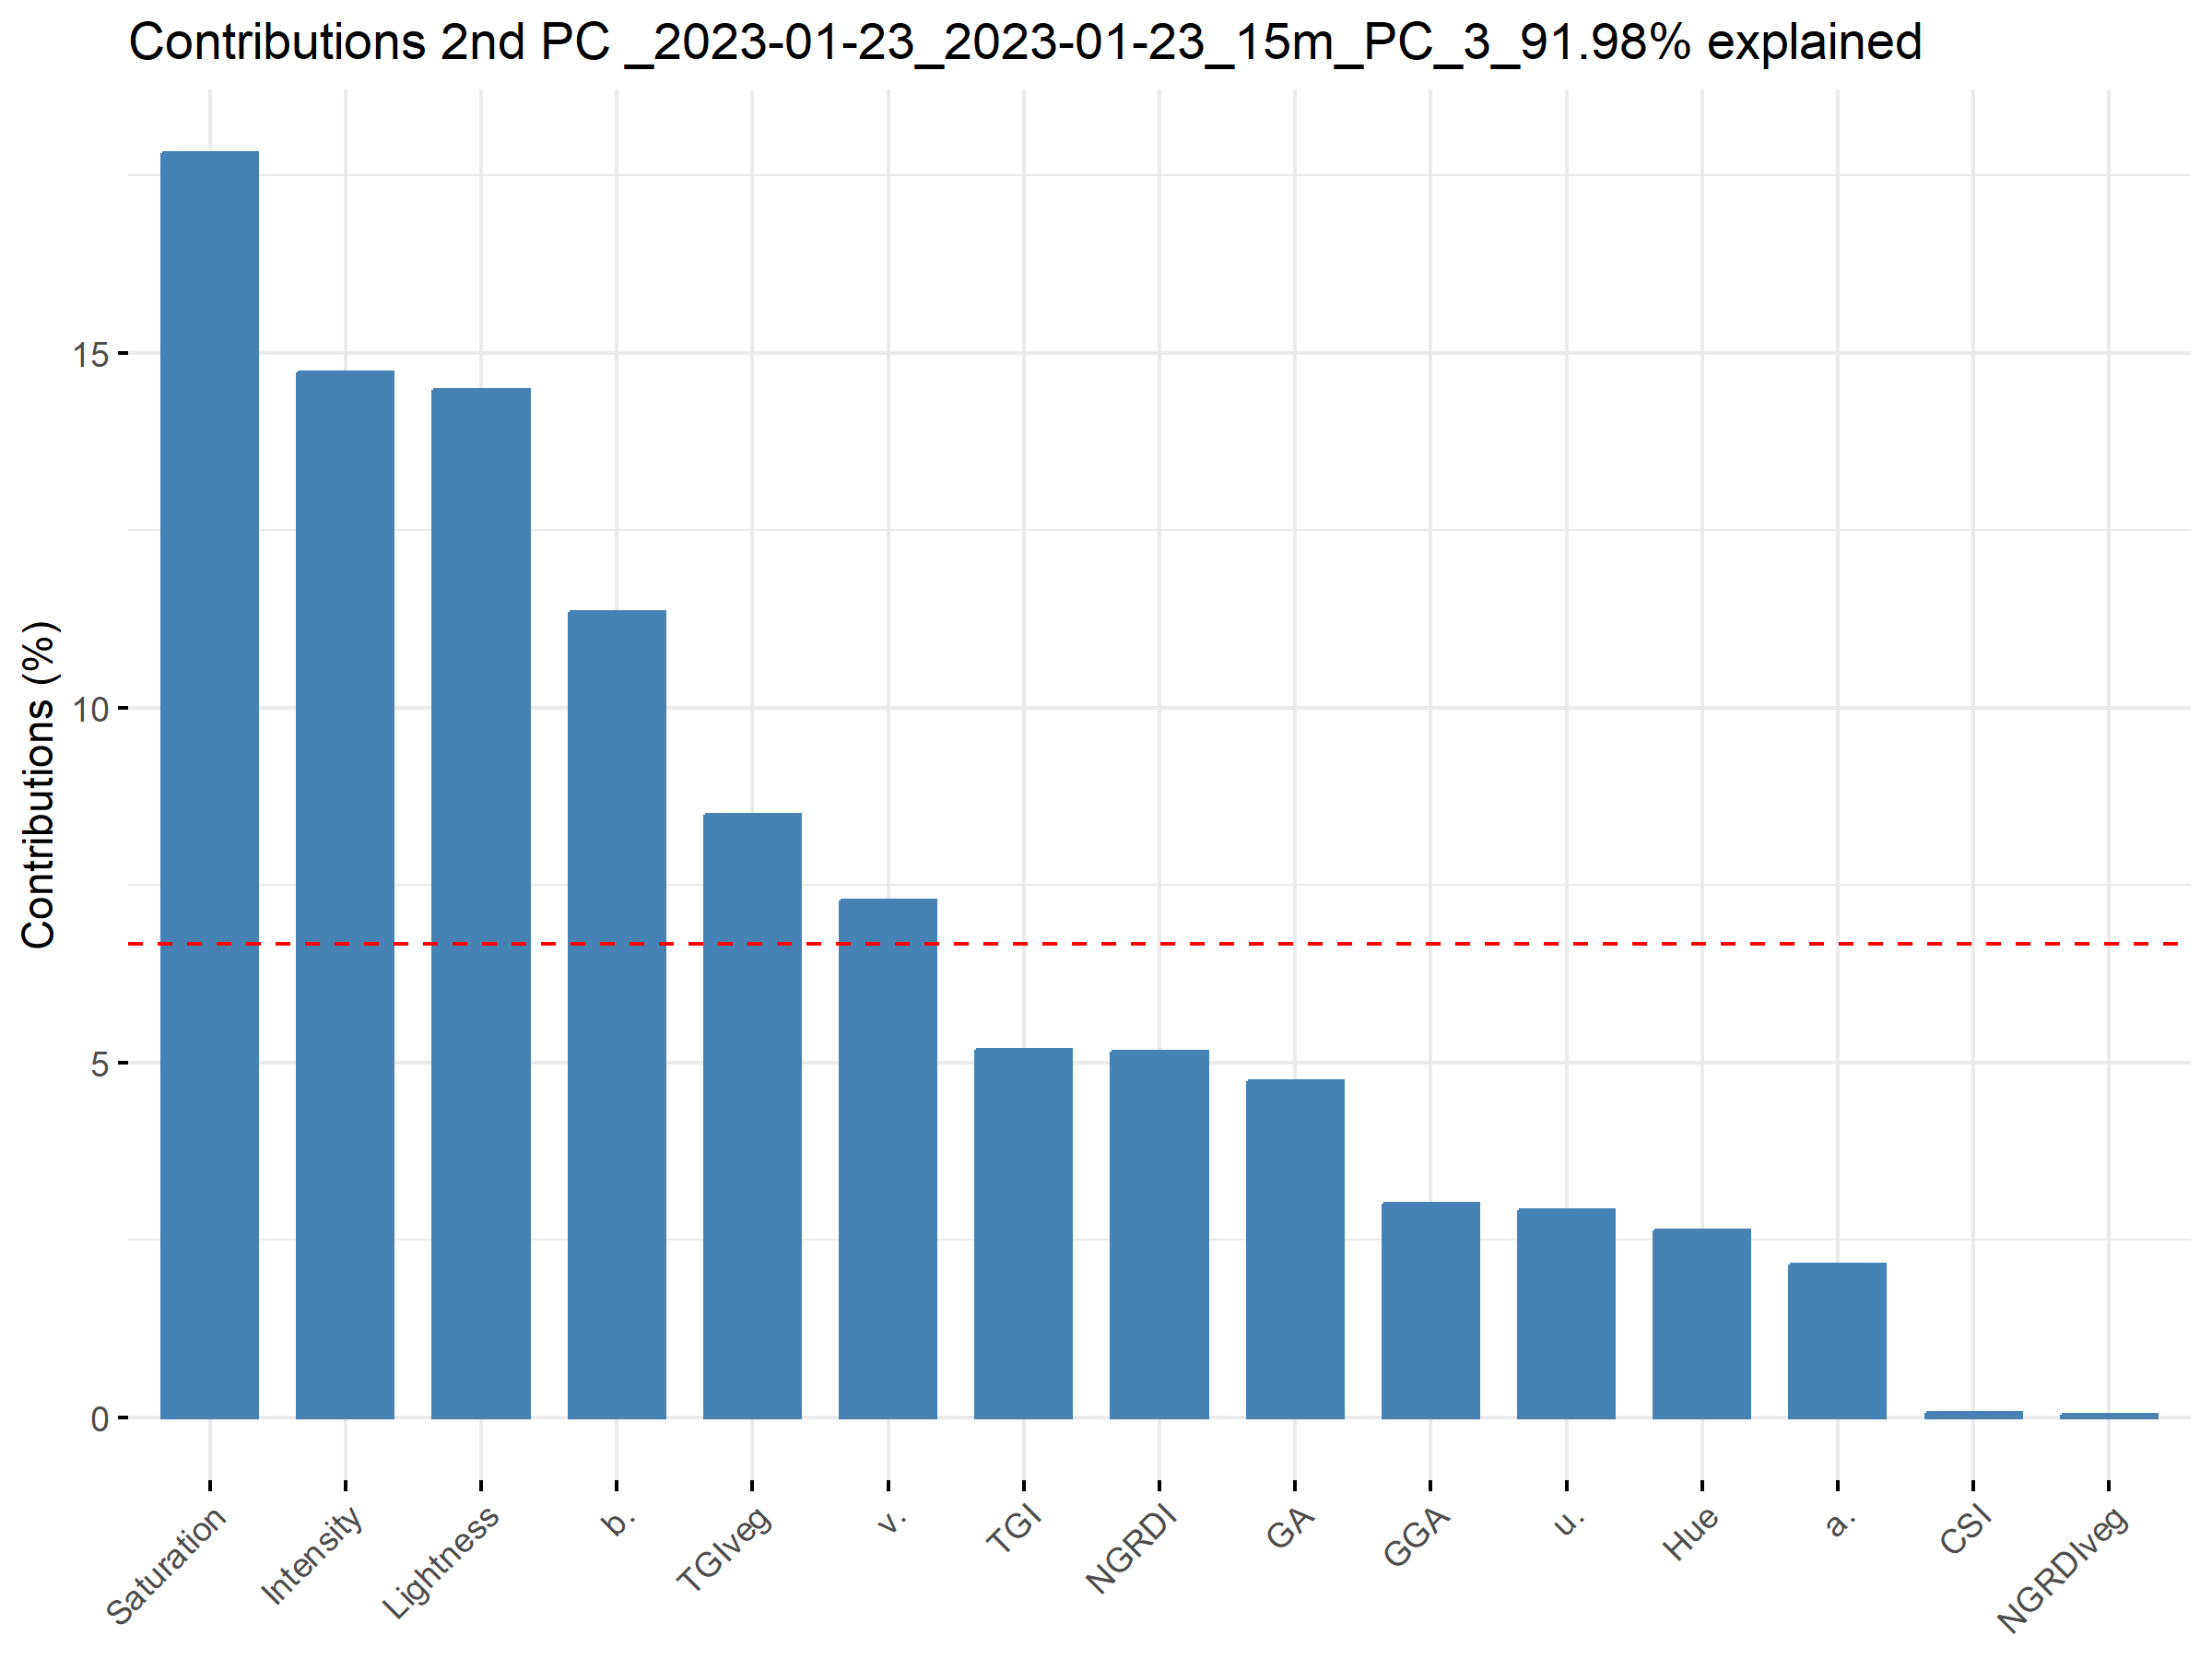 Contributions 2nd PC _2023-01-23_2023-01-23_15m_PC_3_91.98% explained
Contributions (%)
15
10
5
0
Saturation
Intensity
Lightness
b.
TGIveg
v.
TGI
NGRDI
GA
GGA
u.
Hue
a.
CSI
NGRDIveg